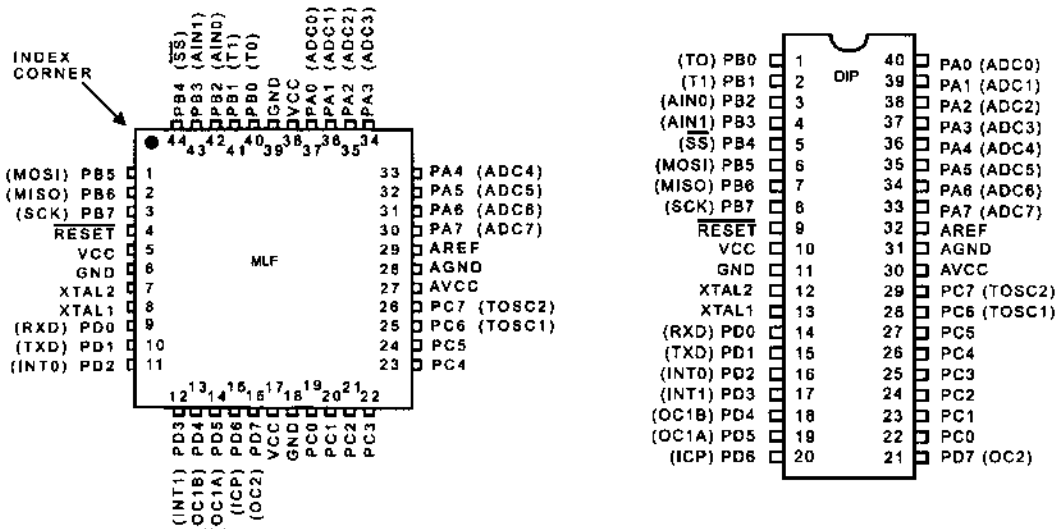 INDEX
CORNER
PB4 (SS)
PB3 (AIN1)
PB2 (AIN0)
PB1 (T1)
PB0 (T0)
GND
VCC
PA0 (ADC0)
PA1 (ADC1)
PA2 (ADC2)
PA3 (ADC3)
44 43 42 41 40 39 38 37 36 35 34
(MOSI) PB5 1
(MISO) PB6 2
(SCK) PB7 3
RESET 4
VCC 5
GND 6
XTAL2 7
XTAL1 8
(RXD) PD0 9
(TXD) PD1 10
(INT0) PD2 11
MLF
33 PA4 (ADC4)
32 PA5 (ADC5)
31 PA6 (ADC6)
30 PA7 (ADC7)
29 AREF
28 AGND
27 AVCC
26 PC7 (TOSC2)
25 PC6 (TOSC1)
24 PC5
23 PC4
12 13 14 15 16 17 18 19 20 21 22
(INT1) PD3
OC1B) PD4
OC1A) PD5
(ICP) PD6
(OC2) PD7
VCC
GND
PC0
PC1
PC2
PC3
DIP
(TO) PB0 1 40 PA0 (ADC0)
(T1) PB1 2 39 PA1 (ADC1)
(AIN0) PB2 3 38 PA2 (ADC2)
(AIN1) PB3 4 37 PA3 (ADC3)
(SS) PB4 5 36 PA4 (ADC4)
(MOSI) PB5 6 35 PA5 (ADC5)
(MISO) PB6 7 34 PA6 (ADC6)
(SCK) PB7 8 33 PA7 (ADC7)
RESET 9 32 AREF
VCC 10 31 AGND
GND 11 30 AVCC
XTAL2 12 29 PC7 (TOSC2)
XTAL1 13 28 PC6 (TOSC1)
(RXD) PD0 14 27 PC5
(TXD) PD1 15 26 PC4
(INT0) PD2 16 25 PC3
(INT1) PD3 17 24 PC2
(OC1B) PD4 18 23 PC1
(OC1A) PD5 19 22 PC0
(ICP) PD6 20 21 PD7 (OC2)